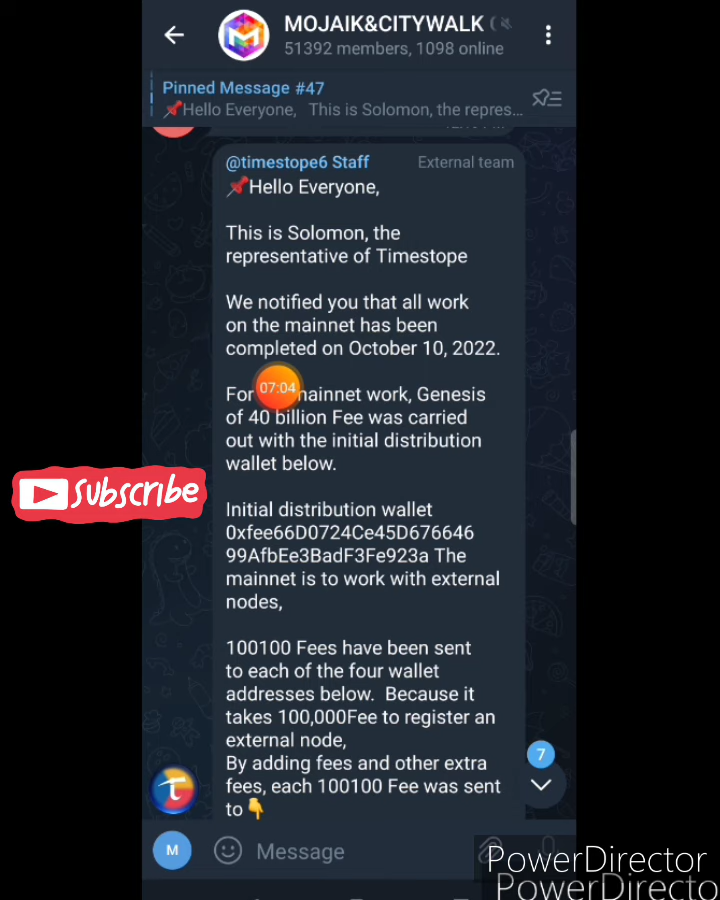 MOJAIK&CITYWALK
51392 members, 1098 online
Pinned Message #47
📌Hello Everyone, This is Solomon, the repres...
@timestope6 Staff External team
📌Hello Everyone,
This is Solomon, the
representative of Timestope
We notified you that all work
on the mainnet has been
completed on October 10, 2022.
For mainnet work, Genesis
07:04
of 40 billion Fee was carried
out with the initial distribution
wallet below.
Subscribe
Initial distribution wallet
0xfee66D0724Ce45D676646
99AfbEe3BadF3Fe923a The
mainnet is to work with external
nodes,
100100 Fees have been sent
to each of the four wallet
addresses below. Because it
takes 100,000Fee to register an
external node,
By adding fees and other extra
fees, each 100100 Fee was sent
to👇
7
M
Message
PowerDirector
PowerDirecto